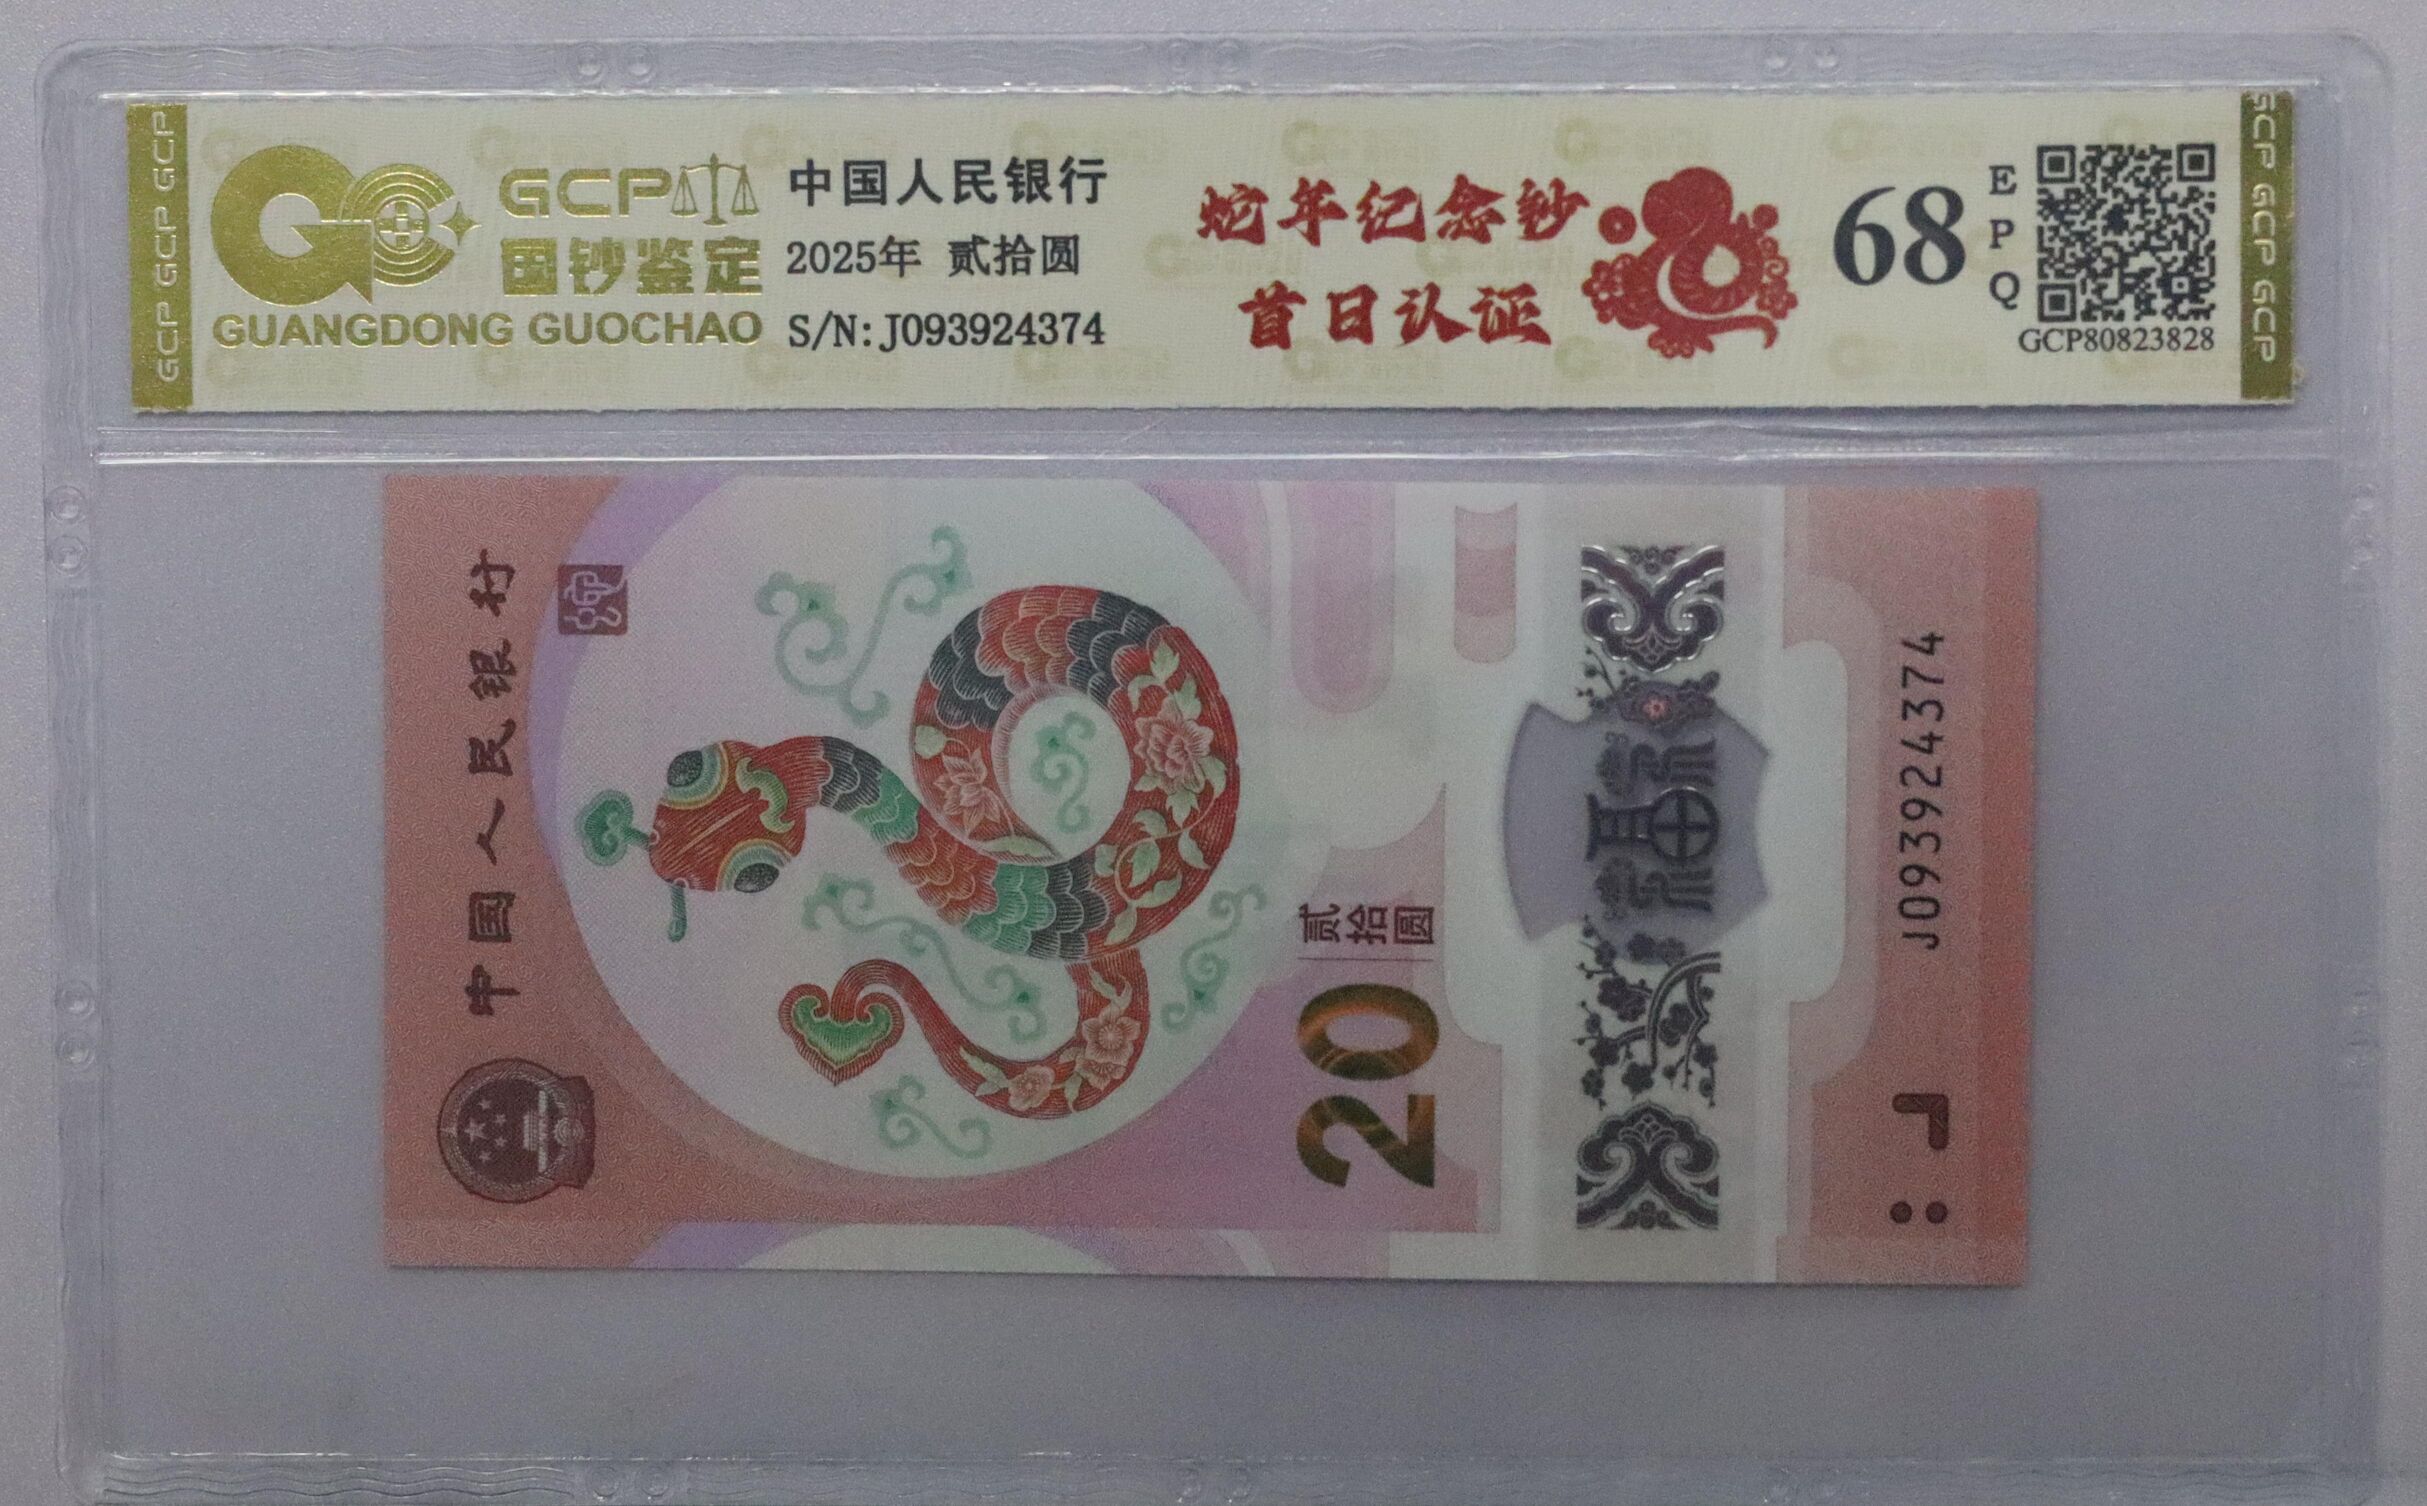 GCP GCP GCP
GCP
国钞鉴定
GUANGDONG GUOCHAO
中国人民银行
2025年 贰拾圆
S/N: J093924374
蛇年纪念钞
首日认证
68
EPQ
GCP80823828
GCP GCP GCP
中国人民银行
贰拾圆
20
福
J093924374